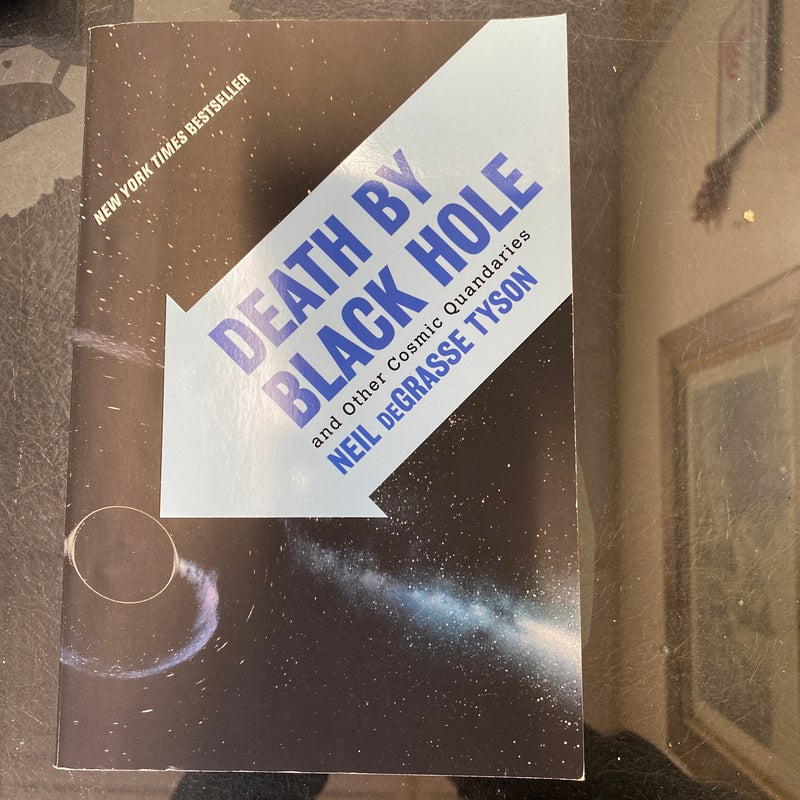 NEW YORK TIMES BESTSELLER
DEATH BY
BLACK HOLE
and Other Cosmic Quandaries
NEIL DEGRASSE TYSON